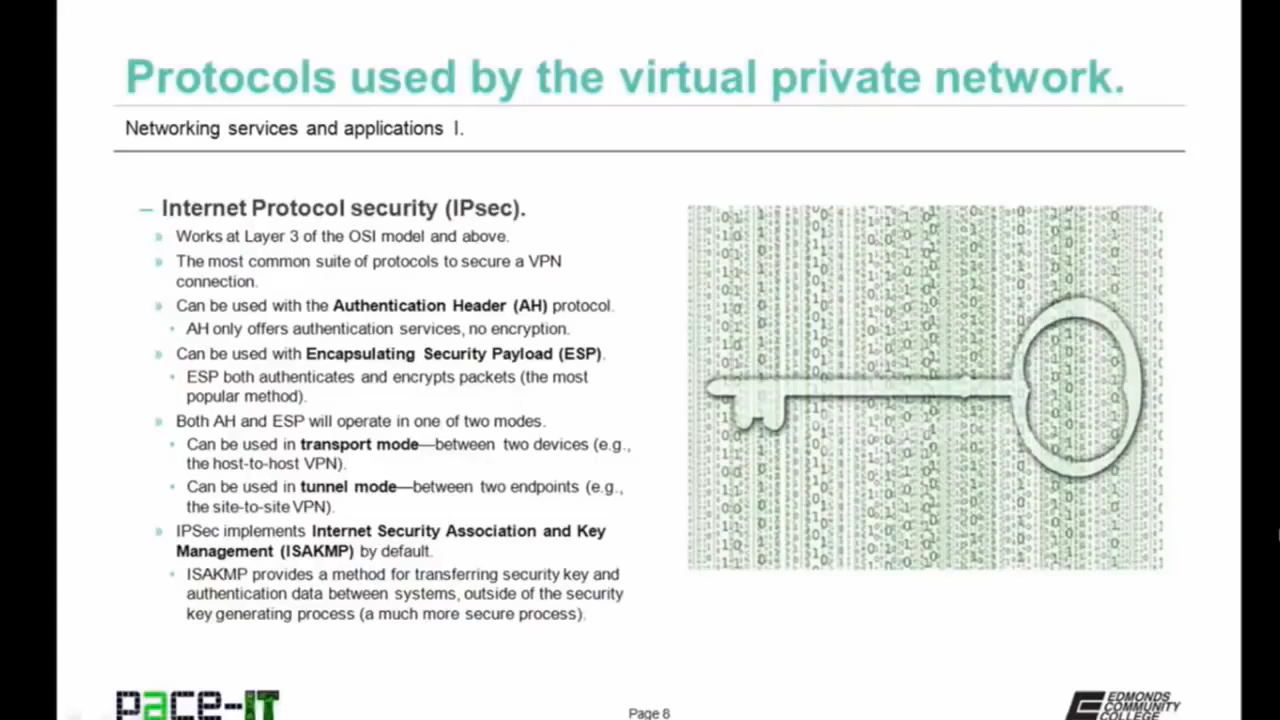 Protocols used by the virtual private network.
Networking services and applications I.
– Internet Protocol security (IPsec).
» Works at Layer 3 of the OSI model and above.
» The most common suite of protocols to secure a VPN
connection.
» Can be used with the Authentication Header (AH) protocol.
• AH only offers authentication services, no encryption.
» Can be used with Encapsulating Security Payload (ESP).
• ESP both authenticates and encrypts packets (the most
popular method).
» Both AH and ESP will operate in one of two modes.
• Can be used in transport mode—between two devices (e.g.,
the host-to-host VPN).
• Can be used in tunnel mode—between two endpoints (e.g.,
the site-to-site VPN).
» IPSec implements Internet Security Association and Key
Management (ISAKMP) by default.
• ISAKMP provides a method for transferring security key and
authentication data between systems, outside of the security
key generating process (a much more secure process).
pace-IT
Page 8
EDMONDS
COMMUNITY
COLLEGE